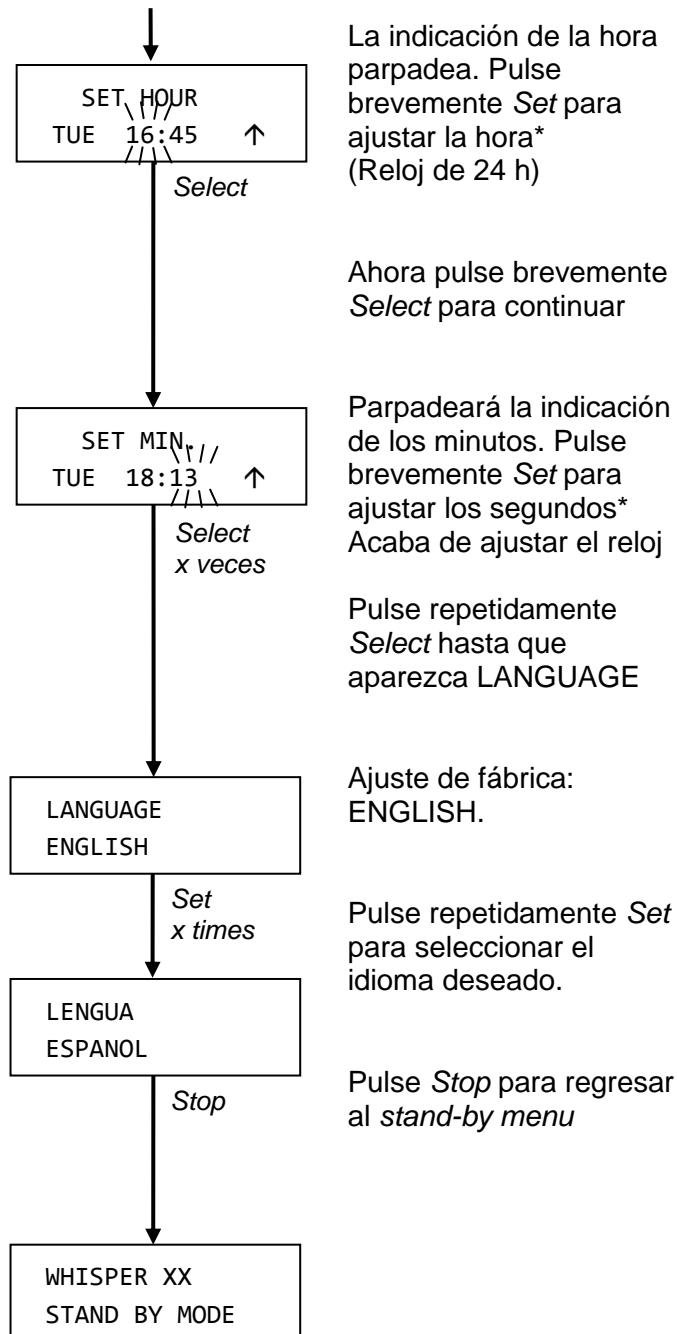 SET HOUR
TUE 16:45 ↑
Select
La indicación de la hora
parpadea. Pulse
brevemente Set para
ajustar la hora*
(Reloj de 24 h)
Ahora pulse brevemente
Select para continuar
SET MIN.
TUE 18:13 ↑
Select
x veces
Parpadeará la indicación
de los minutos. Pulse
brevemente Set para
ajustar los segundos*
Acaba de ajustar el reloj
Pulse repetidamente
Select hasta que
aparezca LANGUAGE
LANGUAGE
ENGLISH
Set
x times
Ajuste de fábrica:
ENGLISH.
Pulse repetidamente Set
para seleccionar el
idioma deseado.
LENGUA
ESPANOL
Stop
Pulse Stop para regresar
al stand-by menu
WHISPER XX
STAND BY MODE